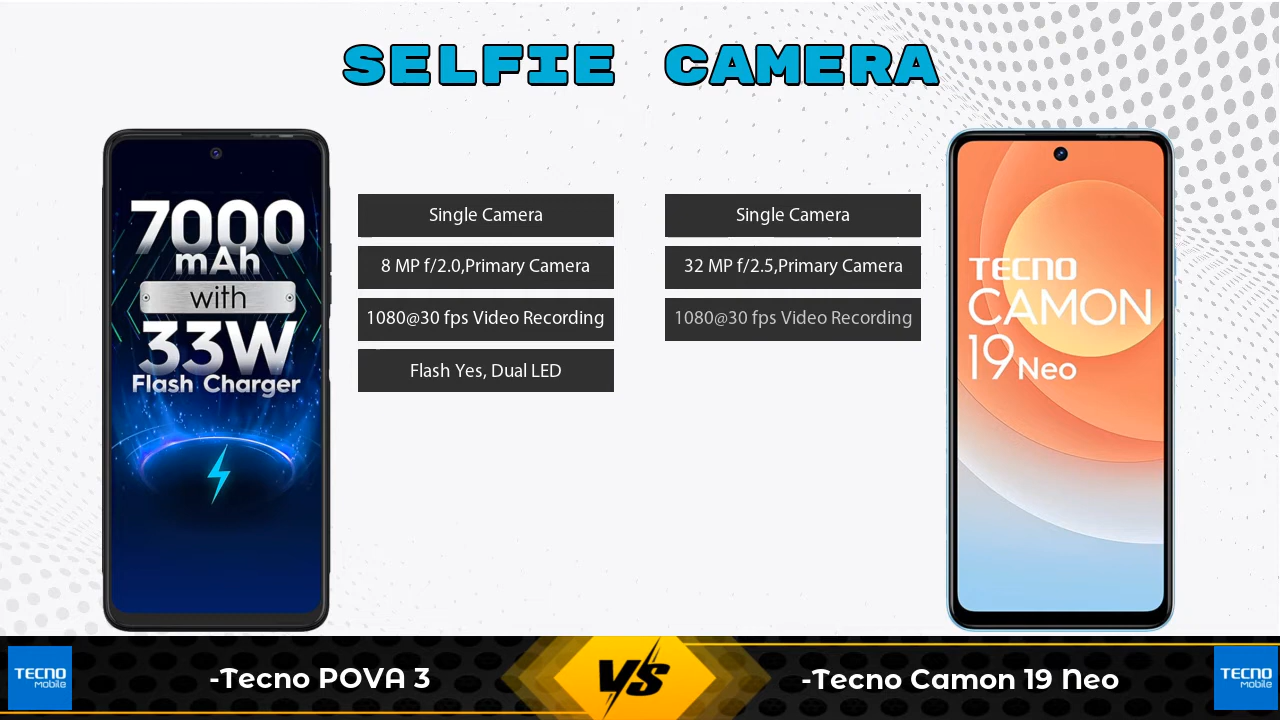 SELFIE CAMERA
7000
mAh
with
33W
Flash Charger
Single Camera
8 MP f/2.0,Primary Camera
1080@30 fps Video Recording
Flash Yes, Dual LED
Single Camera
32 MP f/2.5,Primary Camera
1080@30 fps Video Recording
TECNO
CAMON
19 Neo
TECNO
mobile
-Tecno POVA 3
VS
-Tecno Camon 19 Neo
TECNO
mobile